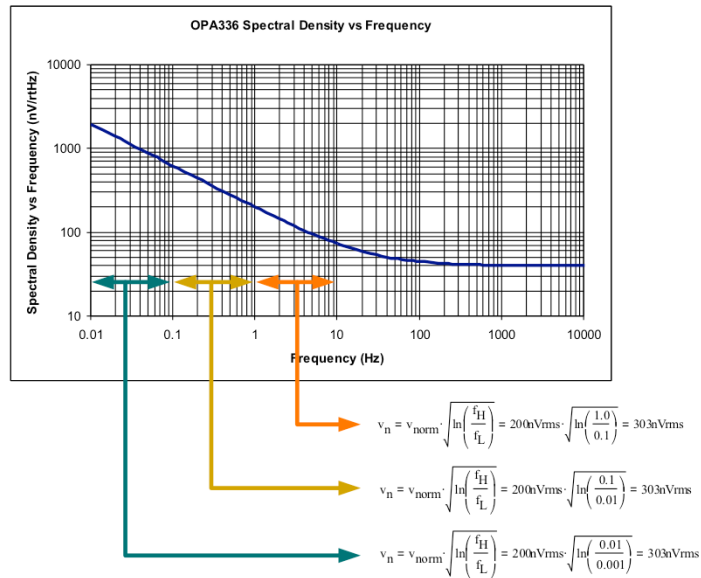 OPA336 Spectral Density vs Frequency
Spectral Density vs Frequency (nV/rtHz)
10000
1000
100
10
0.01 0.1 1 10 100 1000 10000
Frequency (Hz)
v_n = v_norm·√(ln(f_H/f_L)) = 200nVrms·√(ln(1.0/0.1)) = 303nVrms
v_n = v_norm·√(ln(f_H/f_L)) = 200nVrms·√(ln(0.1/0.01)) = 303nVrms
v_n = v_norm·√(ln(f_H/f_L)) = 200nVrms·√(ln(0.01/0.001)) = 303nVrms